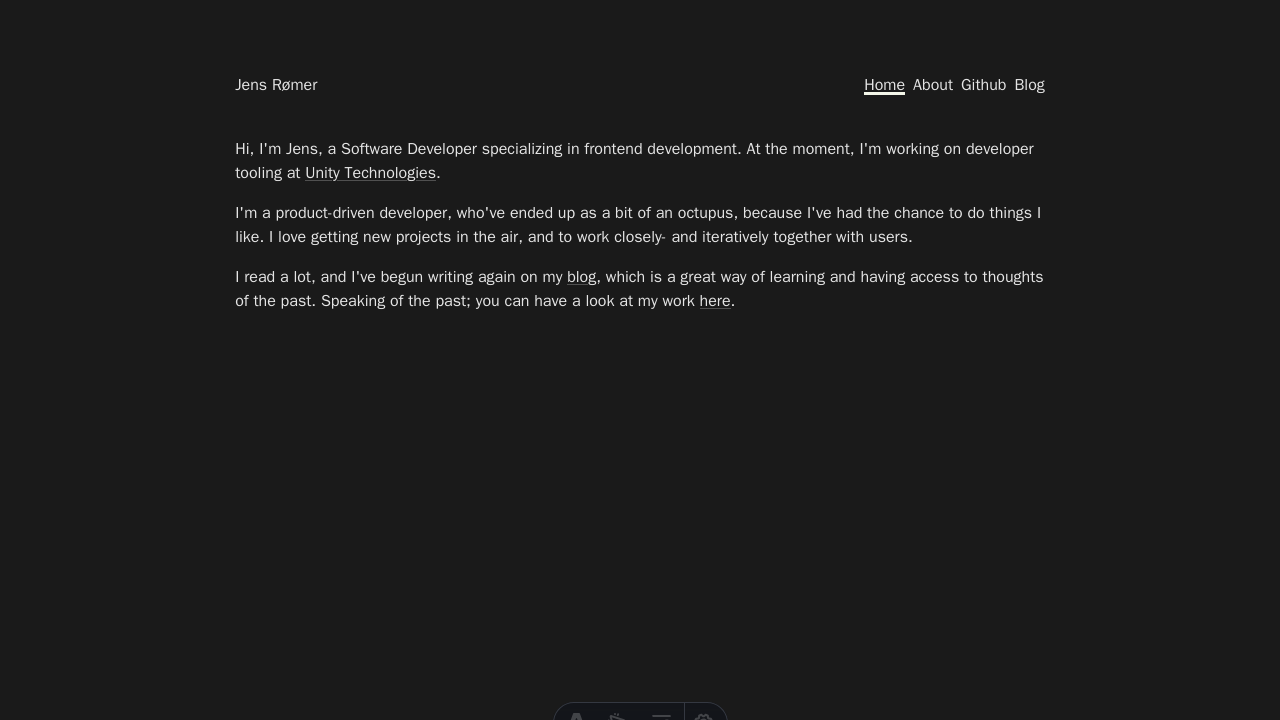 Jens Rømer
Home About Github Blog
Hi, I'm Jens, a Software Developer specializing in frontend development. At the moment, I'm working on developer
tooling at Unity Technologies.
I'm a product-driven developer, who've ended up as a bit of an octupus, because I've had the chance to do things I
like. I love getting new projects in the air, and to work closely- and iteratively together with users.
I read a lot, and I've begun writing again on my blog, which is a great way of learning and having access to thoughts
of the past. Speaking of the past; you can have a look at my work here.